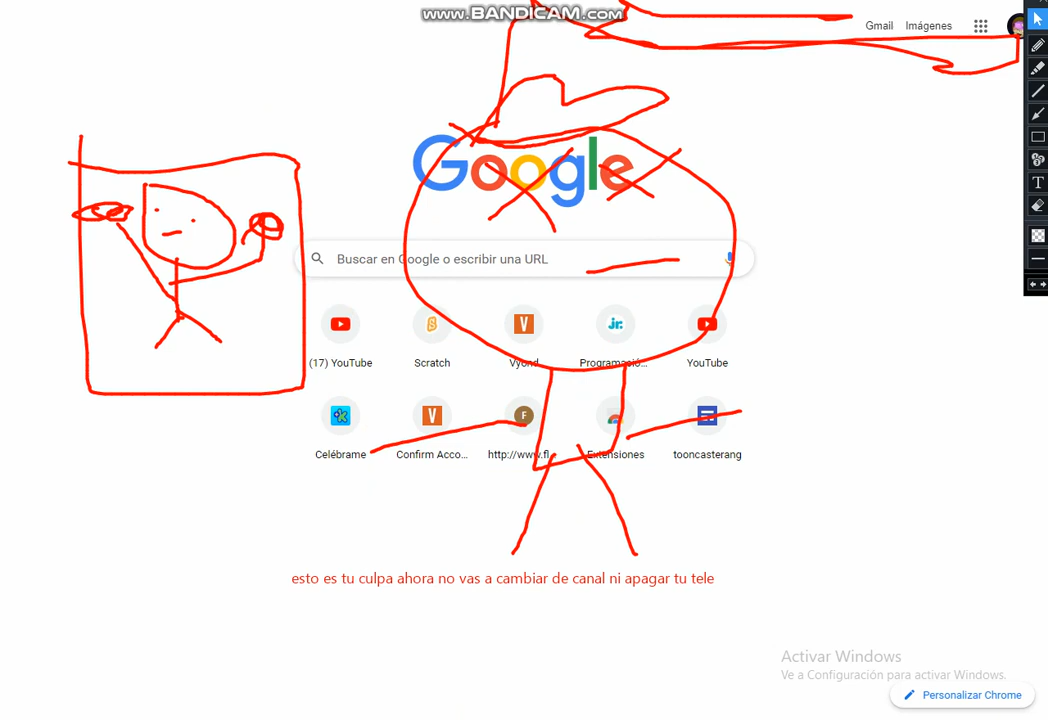 www.BANDICAM.com
Gmail Imágenes
Google
Buscar en Google o escribir una URL
(17) YouTube Scratch Vyond Programació... YouTube
Celébrame Confirm Acco... http://www.fl... Extensiones tooncasterang
esto es tu culpa ahora no vas a cambiar de canal ni apagar tu tele
Activar Windows
Ve a Configuración para activar Windows.
Personalizar Chrome